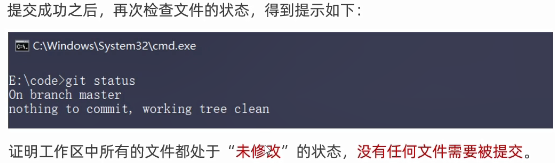 提交成功之后，再次检查文件的状态，得到提示如下：
C:\Windows\System32\cmd.exe
E:\code>git status
On branch master
nothing to commit, working tree clean
证明工作区中所有的文件都处于“未修改”的状态，没有任何文件需要被提交。